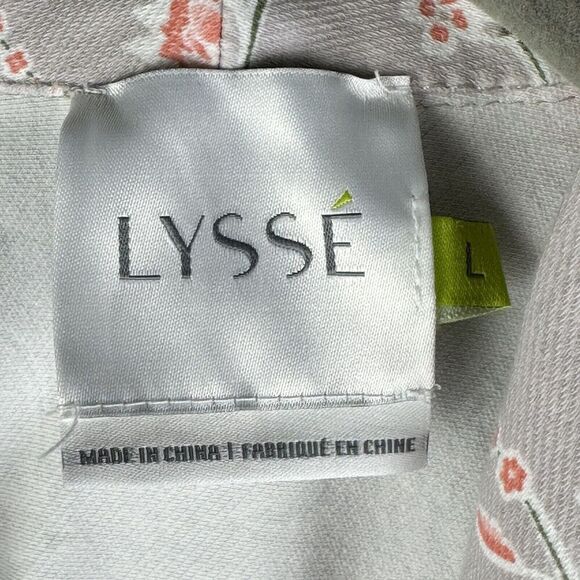 LYSSÉ
L
MADE IN CHINA | FABRIQUÉ EN CHINE